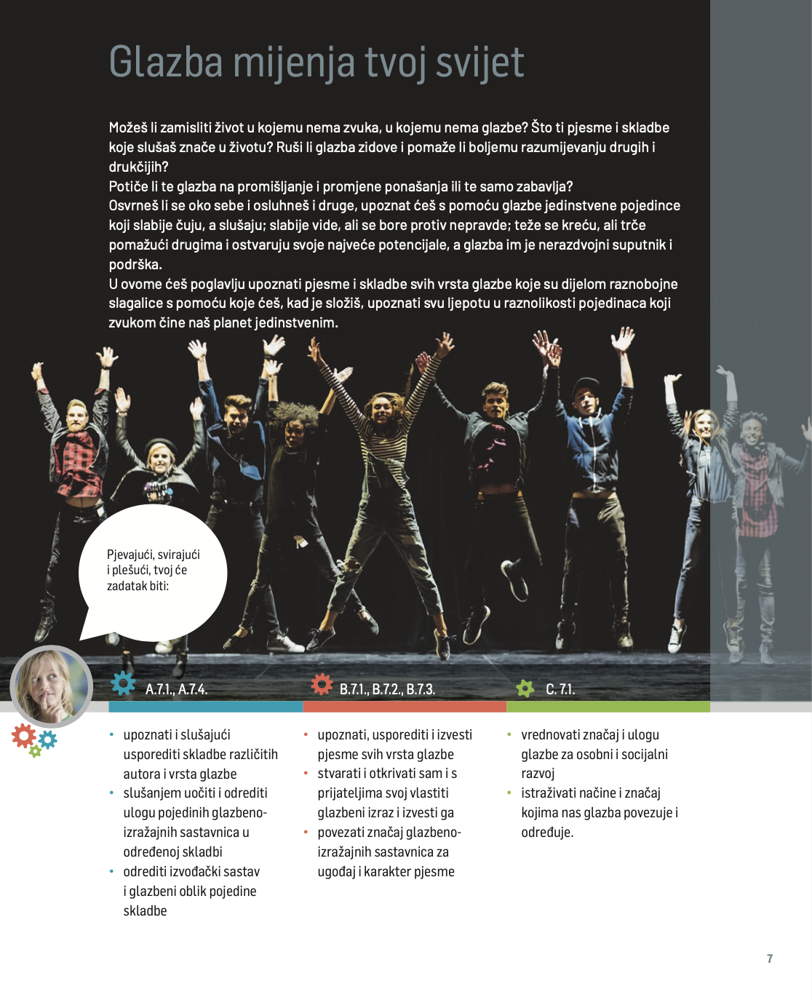 Glazba mijenja tvoj svijet
Možeš li zamisliti život u kojemu nema zvuka, u kojemu nema glazbe? Što ti pjesme i skladbe
koje slušaš znače u životu? Ruši li glazba zidove i pomaže li boljemu razumijevanju drugih i
drukčijih?
Potiče li te glazba na promišljanje i promjene ponašanja ili te samo zabavlja?
Osvrneš li se oko sebe i osluhneš i druge, upoznat ćeš s pomoću glazbe jedinstvene pojedince
koji slabije čuju, a slušaju; slabije vide, ali se bore protiv nepravde; teže se kreću, ali trče
pomažući drugima i ostvaruju svoje najveće potencijale, a glazba im je nerazdvojni suputnik i
podrška.
U ovome ćeš poglavlju upoznati pjesme i skladbe svih vrsta glazbe koje su dijelom raznobojne
slagalice s pomoću koje ćeš, kad je složiš, upoznati svu ljepotu u raznolikosti pojedinaca koji
zvukom čine naš planet jedinstvenim.
Pjevajući, svirajući
i plešući, tvoj će
zadatak biti:
A.7.1., A.7.4.
• upoznati i slušajući
usporediti skladbe različitih
autora i vrsta glazbe
• slušanjem uočiti i odrediti
ulogu pojedinih glazbeno-
izražajnih sastavnica u
određenoj skladbi
• odrediti izvođački sastav
i glazbeni oblik pojedine
skladbe
B.7.1., B.7.2., B.7.3.
• upoznati, usporediti i izvesti
pjesme svih vrsta glazbe
• stvarati i otkrivati sam i s
prijateljima svoj vlastiti
glazbeni izraz i izvesti ga
• povezati značaj glazbeno-
izražajnih sastavnica za
ugođaj i karakter pjesme
C. 7.1.
• vrednovati značaj i ulogu
glazbe za osobni i socijalni
razvoj
• istraživati načine i značaj
kojima nas glazba povezuje i
određuje.
7